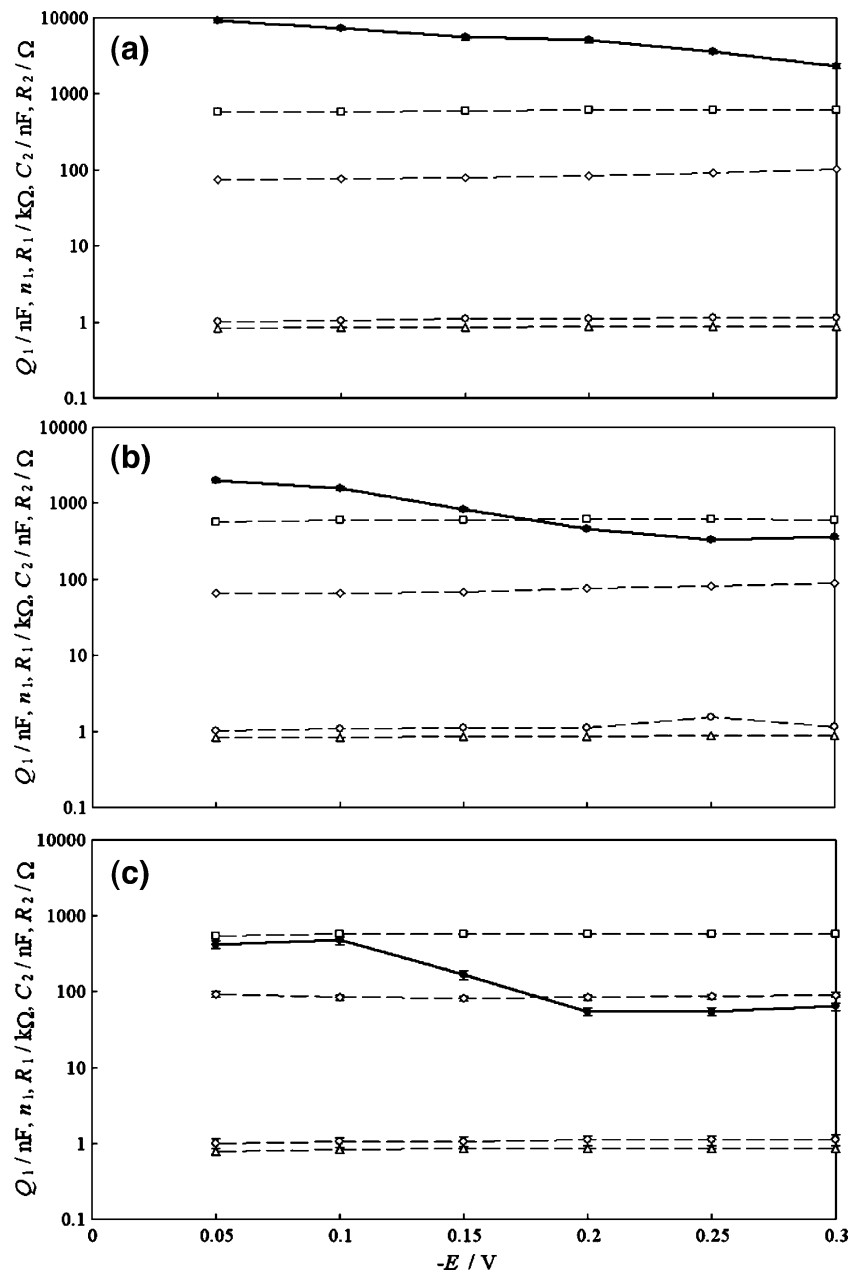 (a)
10000
1000
100
10
1
0.1
Q1 / nF, n1, R1 / kΩ, C2 / nF, R2 / Ω
(b)
10000
1000
100
10
1
0.1
Q1 / nF, n1, R1 / kΩ, C2 / nF, R2 / Ω
(c)
10000
1000
100
10
1
0.1
Q1 / nF, n1, R1 / kΩ, C2 / nF, R2 / Ω
0 0.05 0.1 0.15 0.2 0.25 0.3
-E / V